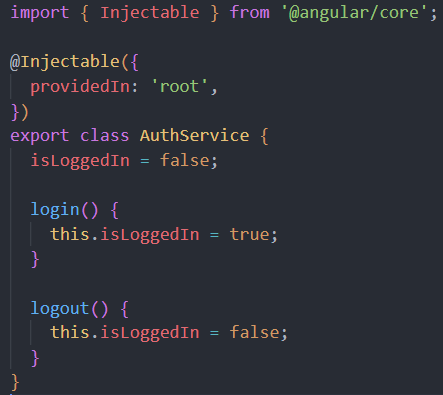 import { Injectable } from '@angular/core';
@Injectable({
providedIn: 'root',
})
export class AuthService {
isLoggedIn = false;
login() {
this.isLoggedIn = true;
}
logout() {
this.isLoggedIn = false;
}
}